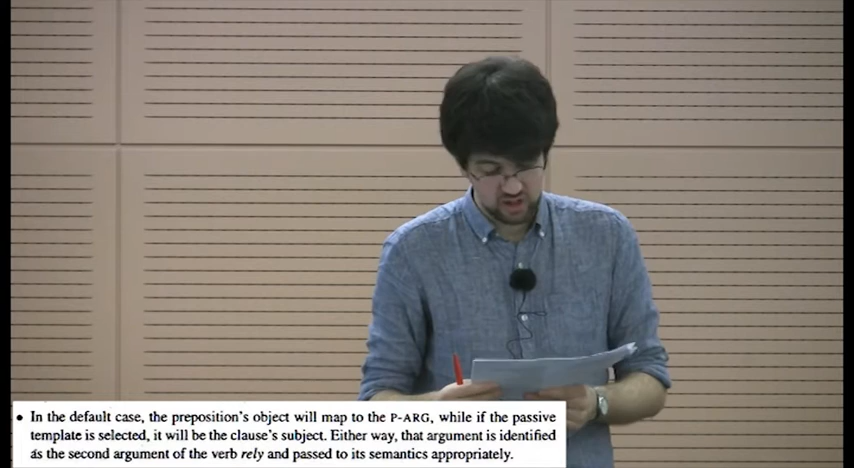 • In the default case, the preposition's object will map to the P-ARG, while if the passive
template is selected, it will be the clause's subject. Either way, that argument is identified
as the second argument of the verb rely and passed to its semantics appropriately.